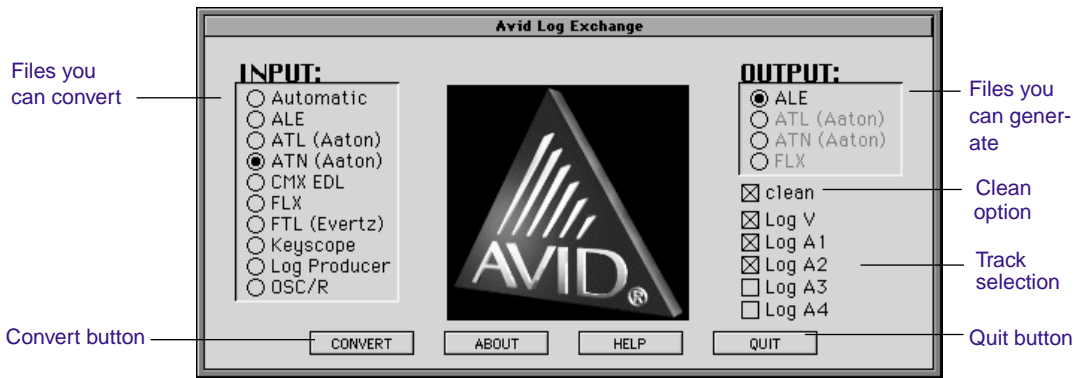 Avid Log Exchange
Files you
can convert
INPUT:
Automatic
ALE
ATL (Aaton)
ATN (Aaton)
CMX EDL
FLX
FTL (Evertz)
Keyscope
Log Producer
OSC/R
AVID®
OUTPUT:
ALE
ATL (Aaton)
ATN (Aaton)
FLX
clean
Log V
Log A1
Log A2
Log A3
Log A4
Files you
can gener-
ate
Clean
option
Track
selection
Convert button
CONVERT
ABOUT
HELP
QUIT
Quit button